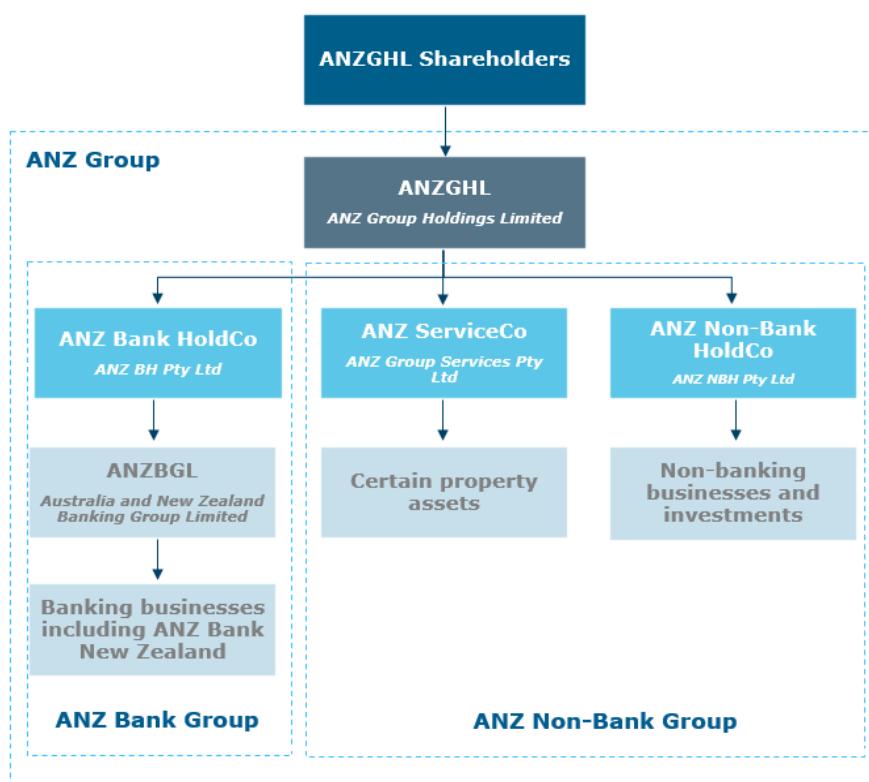 ANZGHL Shareholders
ANZ Group
ANZGHL
ANZ Group Holdings Limited
ANZ Bank HoldCo
ANZ BH Pty Ltd
ANZ ServiceCo
ANZ Group Services Pty
Ltd
ANZ Non-Bank
HoldCo
ANZ NBH Pty Ltd
ANZBGL
Australia and New Zealand
Banking Group Limited
Certain property
assets
Non-banking
businesses and
investments
Banking businesses
including ANZ Bank
New Zealand
ANZ Bank Group
ANZ Non-Bank Group